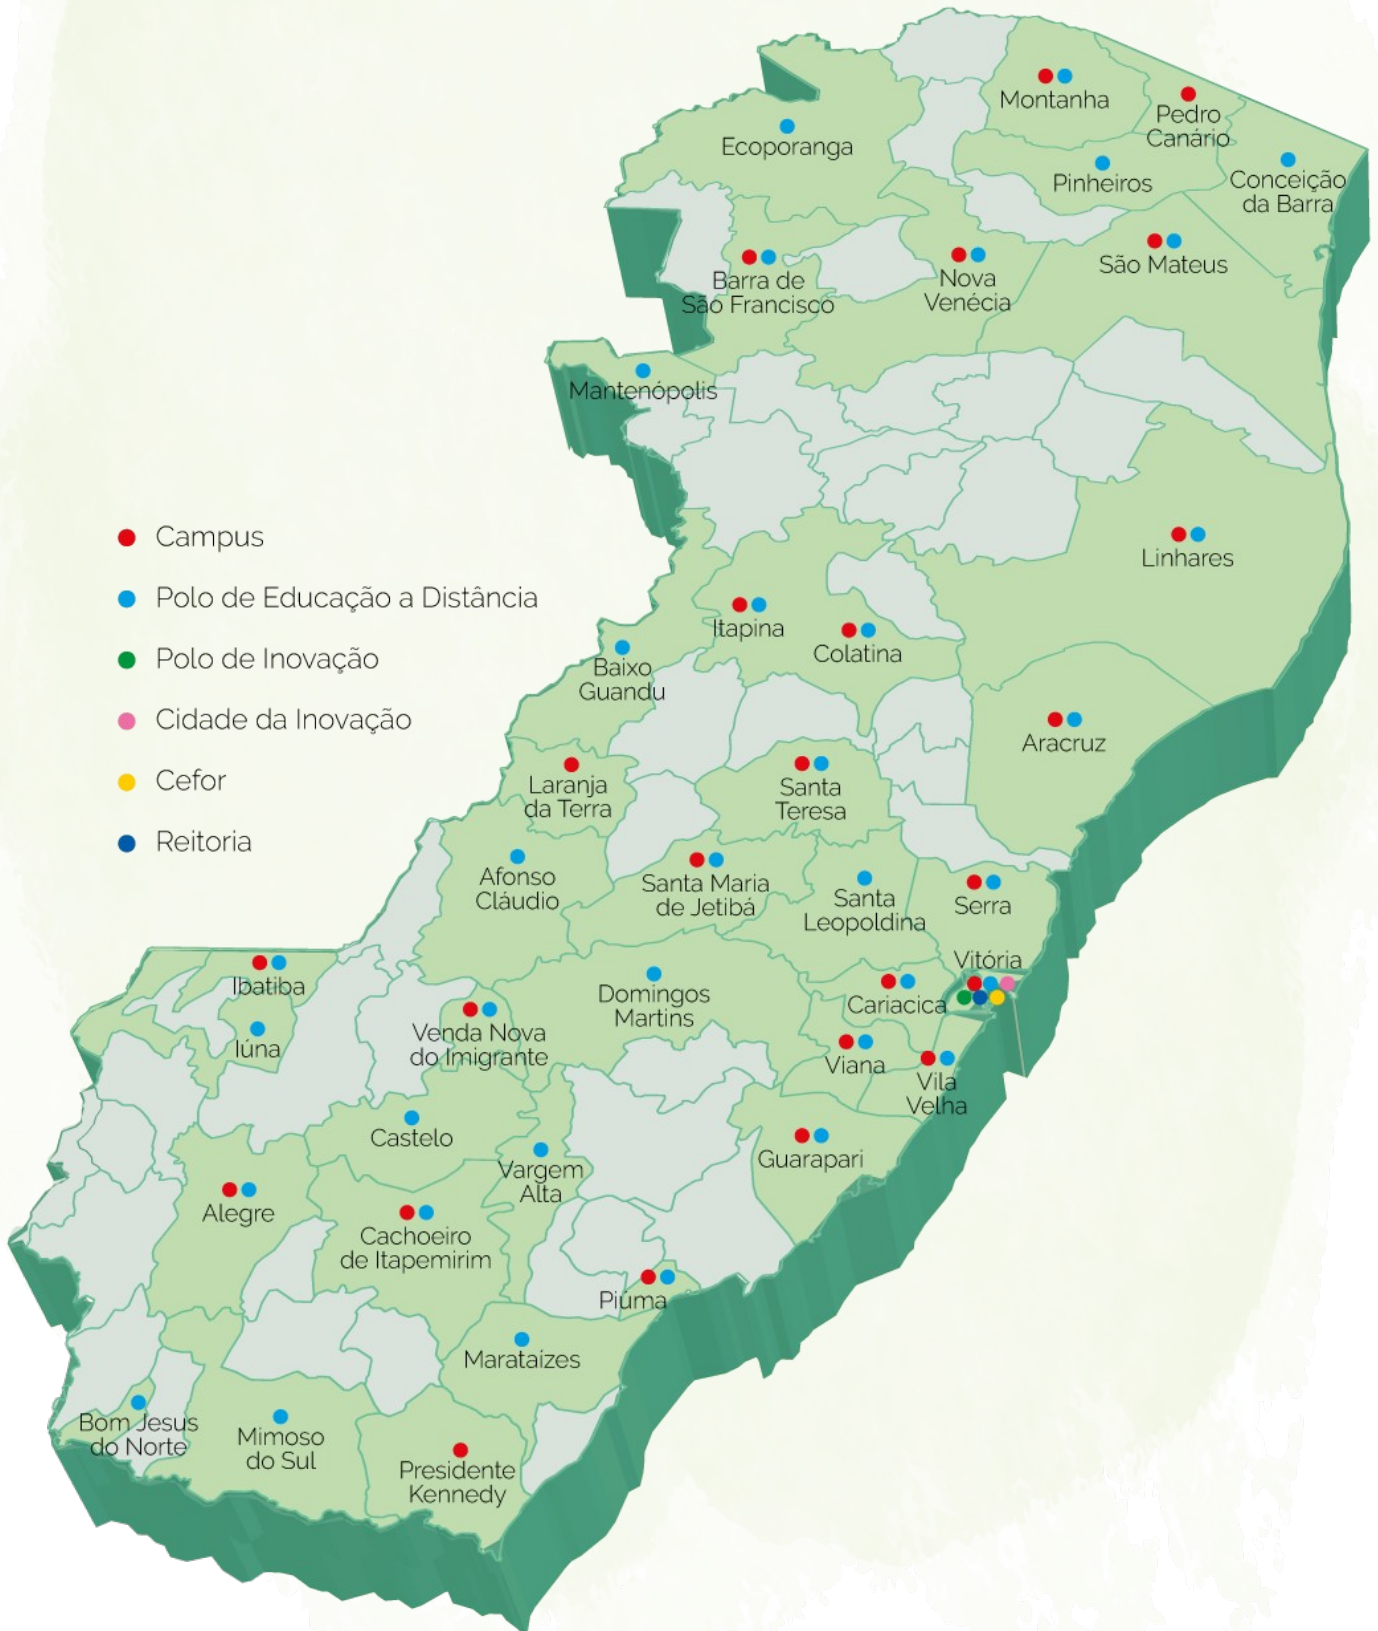 Montanha
Pedro
Canário
Ecoporanga
Pinheiros
Conceição
da Barra
São Mateus
Barra de
São Francisco
Nova
Venécia
Mantenópolis
Campus
Polo de Educação a Distância
Polo de Inovação
Cidade da Inovação
Cefor
Reitoria
Linhares
Itapina
Colatina
Baixo
Guandu
Aracruz
Laranja
da Terra
Santa
Teresa
Afonso
Cláudio
Santa Maria
de Jetibá
Santa
Leopoldina
Serra
Vitória
Ibatiba
Iúna
Venda Nova
do Imigrante
Domingos
Martins
Cariacica
Viana
Vila
Velha
Castelo
Vargem
Alta
Guarapari
Alegre
Cachoeiro
de Itapemirim
Piúma
Marataízes
Bom Jesus
do Norte
Mimoso
do Sul
Presidente
Kennedy